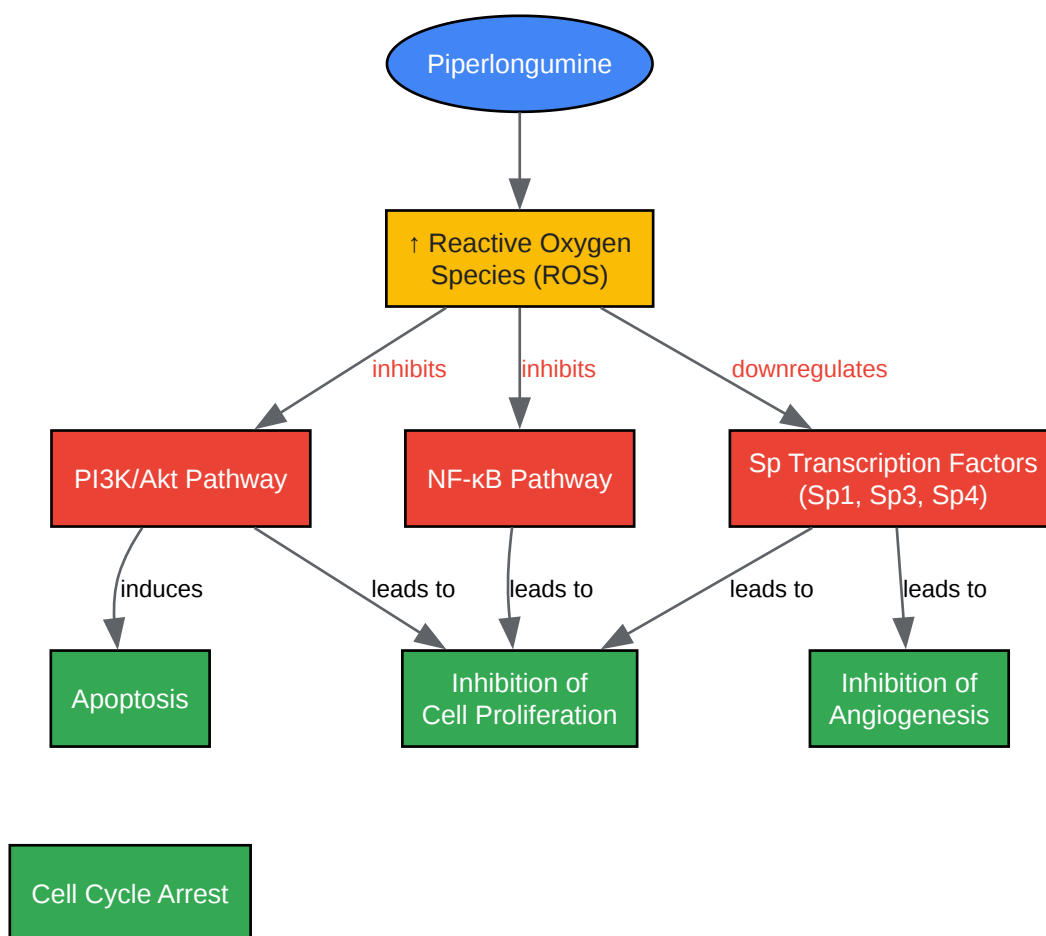 Piperlongumine
↑ Reactive Oxygen
Species (ROS)
inhibits
inhibits
downregulates
PI3K/Akt Pathway
NF-κB Pathway
Sp Transcription Factors
(Sp1, Sp3, Sp4)
induces
leads to
leads to
leads to
leads to
Apoptosis
Inhibition of
Cell Proliferation
Inhibition of
Angiogenesis
Cell Cycle Arrest